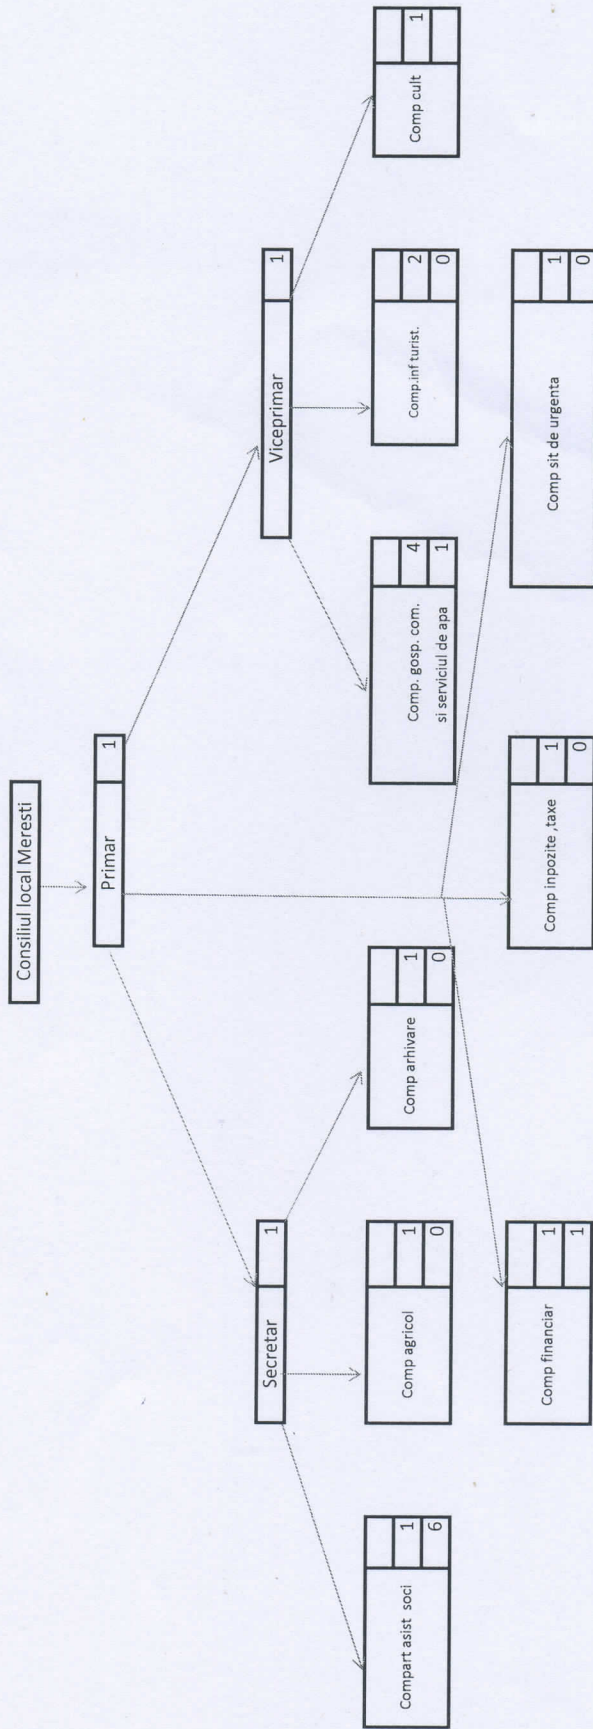 Consiliul local Meresti
Primar 1
Secretar 1
Viceprimar 1
Compart asist soci
1
6
Comp agricol
1
0
Comp arhivare
1
0
Comp. gosp. com.
si serviciul de apa
4
1
Comp.inf turist.
2
0
Comp cult
1
Comp financiar
1
1
Comp inpozite ,taxe
1
0
Comp sit de urgenta
1
0